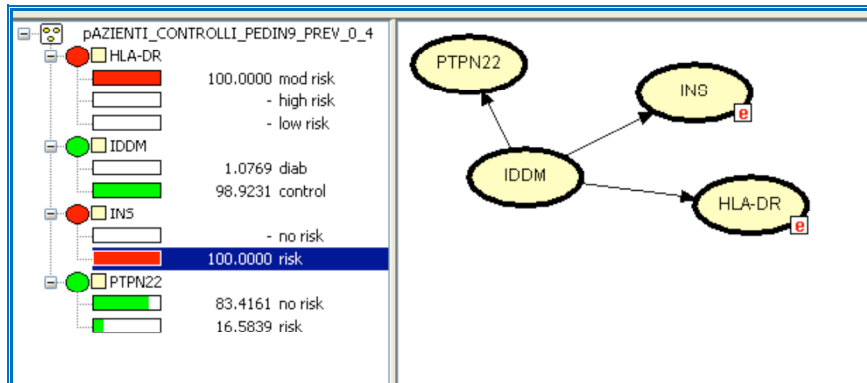 pAZIENTI_CONTROLLI_PEDIN9_PREV_0_4
HLA-DR
100.0000 mod risk
- high risk
- low risk
IDDM
1.0769 diab
98.9231 control
INS
- no risk
100.0000 risk
PTPN22
83.4161 no risk
16.5839 risk
PTPN22
INS
e
IDDM
HLA-DR
e